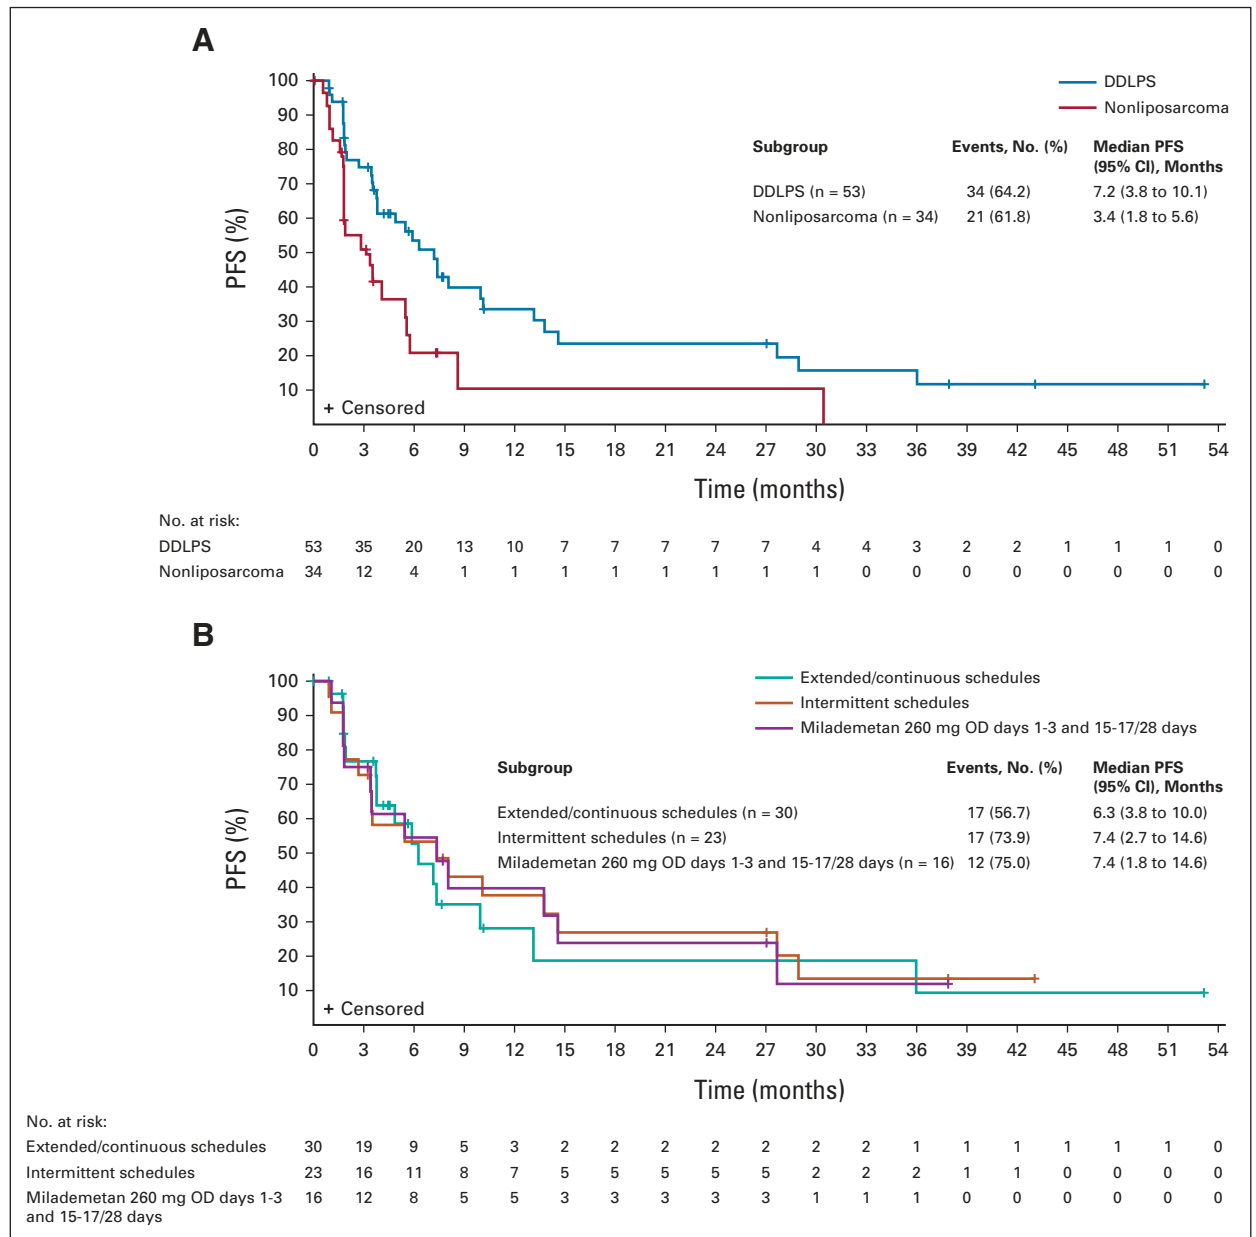 A
100
90
80
70
60
50
40
30
20
10
PFS (%)
DDLPS
Nonliposarcoma
Subgroup Events, No. (%) Median PFS (95% CI), Months
DDLPS (n = 53) 34 (64.2) 7.2 (3.8 to 10.1)
Nonliposarcoma (n = 34) 21 (61.8) 3.4 (1.8 to 5.6)
+ Censored
0 3 6 9 12 15 18 21 24 27 30 33 36 39 42 45 48 51 54
Time (months)
No. at risk:
DDLPS 53 35 20 13 10 7 7 7 7 7 4 4 3 2 2 1 1 1 0
Nonliposarcoma 34 12 4 1 1 1 1 1 1 1 1 0 0 0 0 0 0 0 0
B
100
90
80
70
60
50
40
30
20
10
PFS (%)
Extended/continuous schedules
Intermittent schedules
Milademetan 260 mg OD days 1-3 and 15-17/28 days
Subgroup Events, No. (%) Median PFS (95% CI), Months
Extended/continuous schedules (n = 30) 17 (56.7) 6.3 (3.8 to 10.0)
Intermittent schedules (n = 23) 17 (73.9) 7.4 (2.7 to 14.6)
Milademetan 260 mg OD days 1-3 and 15-17/28 days (n = 16) 12 (75.0) 7.4 (1.8 to 14.6)
+ Censored
0 3 6 9 12 15 18 21 24 27 30 33 36 39 42 45 48 51 54
Time (months)
No. at risk:
Extended/continuous schedules 30 19 9 5 3 2 2 2 2 2 2 2 1 1 1 1 1 1 0
Intermittent schedules 23 16 11 8 7 5 5 5 5 5 2 2 2 1 1 0 0 0 0
Milademetan 260 mg OD days 1-3 16 12 8 5 5 3 3 3 3 3 1 1 1 0 0 0 0 0 0
and 15-17/28 days